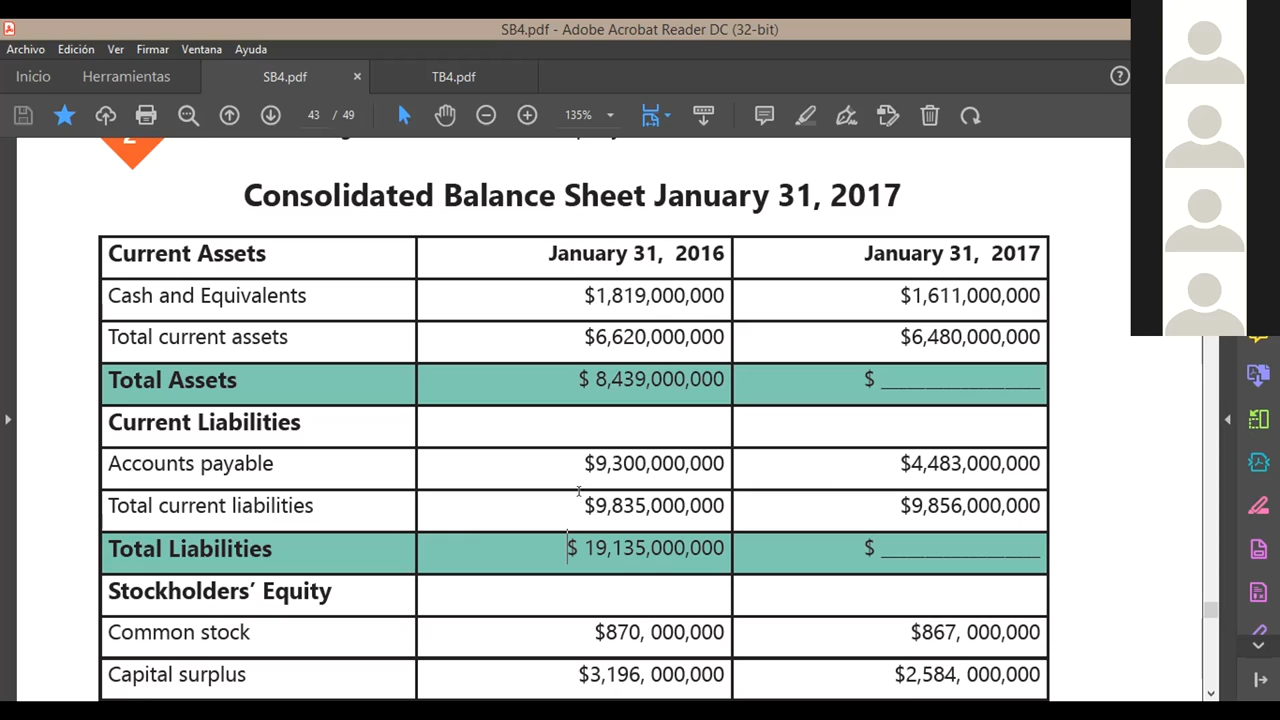 SB4.pdf - Adobe Acrobat Reader DC (32-bit)
Archivo Edición Ver Firmar Ventana Ayuda
Inicio Herramientas SB4.pdf × TB4.pdf
43 / 49 135%
2
Consolidated Balance Sheet January 31, 2017
Current Assets January 31, 2016 January 31, 2017
Cash and Equivalents $1,819,000,000 $1,611,000,000
Total current assets $6,620,000,000 $6,480,000,000
Total Assets $ 8,439,000,000 $ ________________
Current Liabilities
Accounts payable $9,300,000,000 $4,483,000,000
Total current liabilities $9,835,000,000 $9,856,000,000
Total Liabilities $ 19,135,000,000 $ ________________
Stockholders’ Equity
Common stock $870, 000,000 $867, 000,000
Capital surplus $3,196, 000,000 $2,584, 000,000